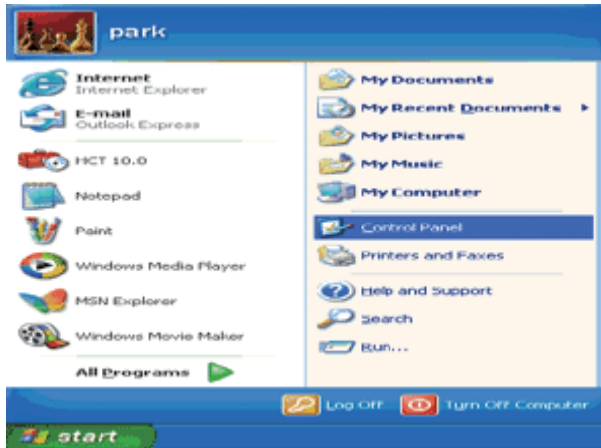 park
Internet
Internet Explorer
E-mail
Outlook Express
HCT 10.0
Notepad
Paint
Windows Media Player
MSN Explorer
Windows Movie Maker
All Programs
My Documents
My Recent Documents
My Pictures
My Music
My Computer
Control Panel
Printers and Faxes
Help and Support
Search
Run...
Log Off
Turn Off Computer
start